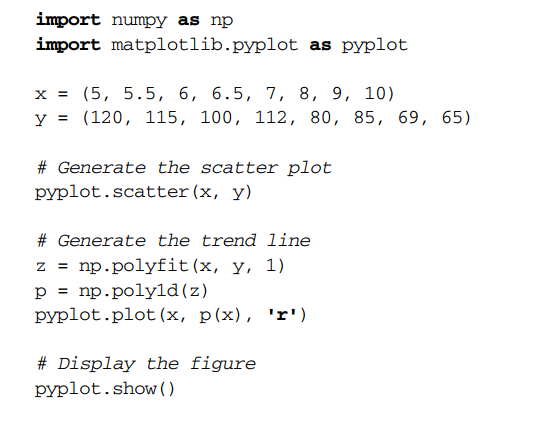 import numpy as np
import matplotlib.pyplot as pyplot
x = (5, 5.5, 6, 6.5, 7, 8, 9, 10)
y = (120, 115, 100, 112, 80, 85, 69, 65)
# Generate the scatter plot
pyplot.scatter(x, y)
# Generate the trend line
z = np.polyfit(x, y, 1)
p = np.poly1d(z)
pyplot.plot(x, p(x), 'r')
# Display the figure
pyplot.show()